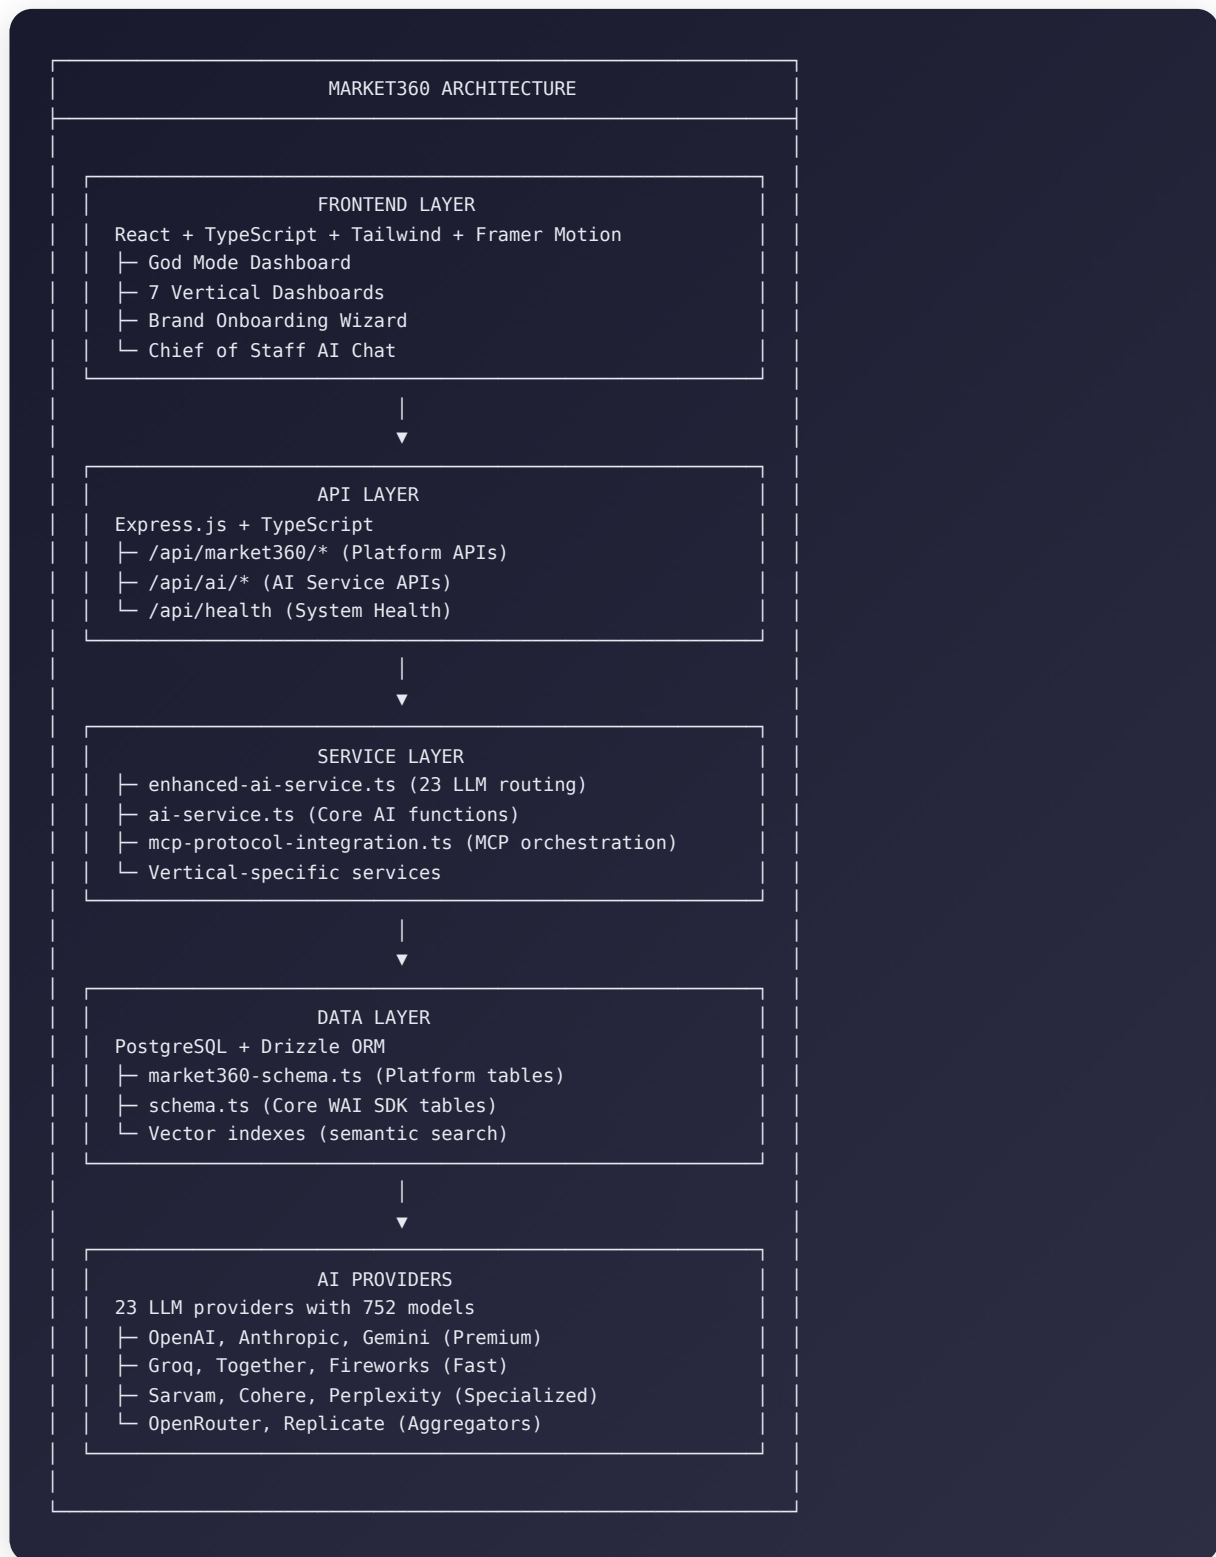 MARKET360 ARCHITECTURE
FRONTEND LAYER
React + TypeScript + Tailwind + Framer Motion
├─ God Mode Dashboard
├─ 7 Vertical Dashboards
├─ Brand Onboarding Wizard
└─ Chief of Staff AI Chat
▼
API LAYER
Express.js + TypeScript
├─ /api/market360/* (Platform APIs)
├─ /api/ai/* (AI Service APIs)
└─ /api/health (System Health)
▼
SERVICE LAYER
├─ enhanced-ai-service.ts (23 LLM routing)
├─ ai-service.ts (Core AI functions)
├─ mcp-protocol-integration.ts (MCP orchestration)
└─ Vertical-specific services
▼
DATA LAYER
PostgreSQL + Drizzle ORM
├─ market360-schema.ts (Platform tables)
├─ schema.ts (Core WAI SDK tables)
└─ Vector indexes (semantic search)
▼
AI PROVIDERS
23 LLM providers with 752 models
├─ OpenAI, Anthropic, Gemini (Premium)
├─ Groq, Together, Fireworks (Fast)
├─ Sarvam, Cohere, Perplexity (Specialized)
└─ OpenRouter, Replicate (Aggregators)